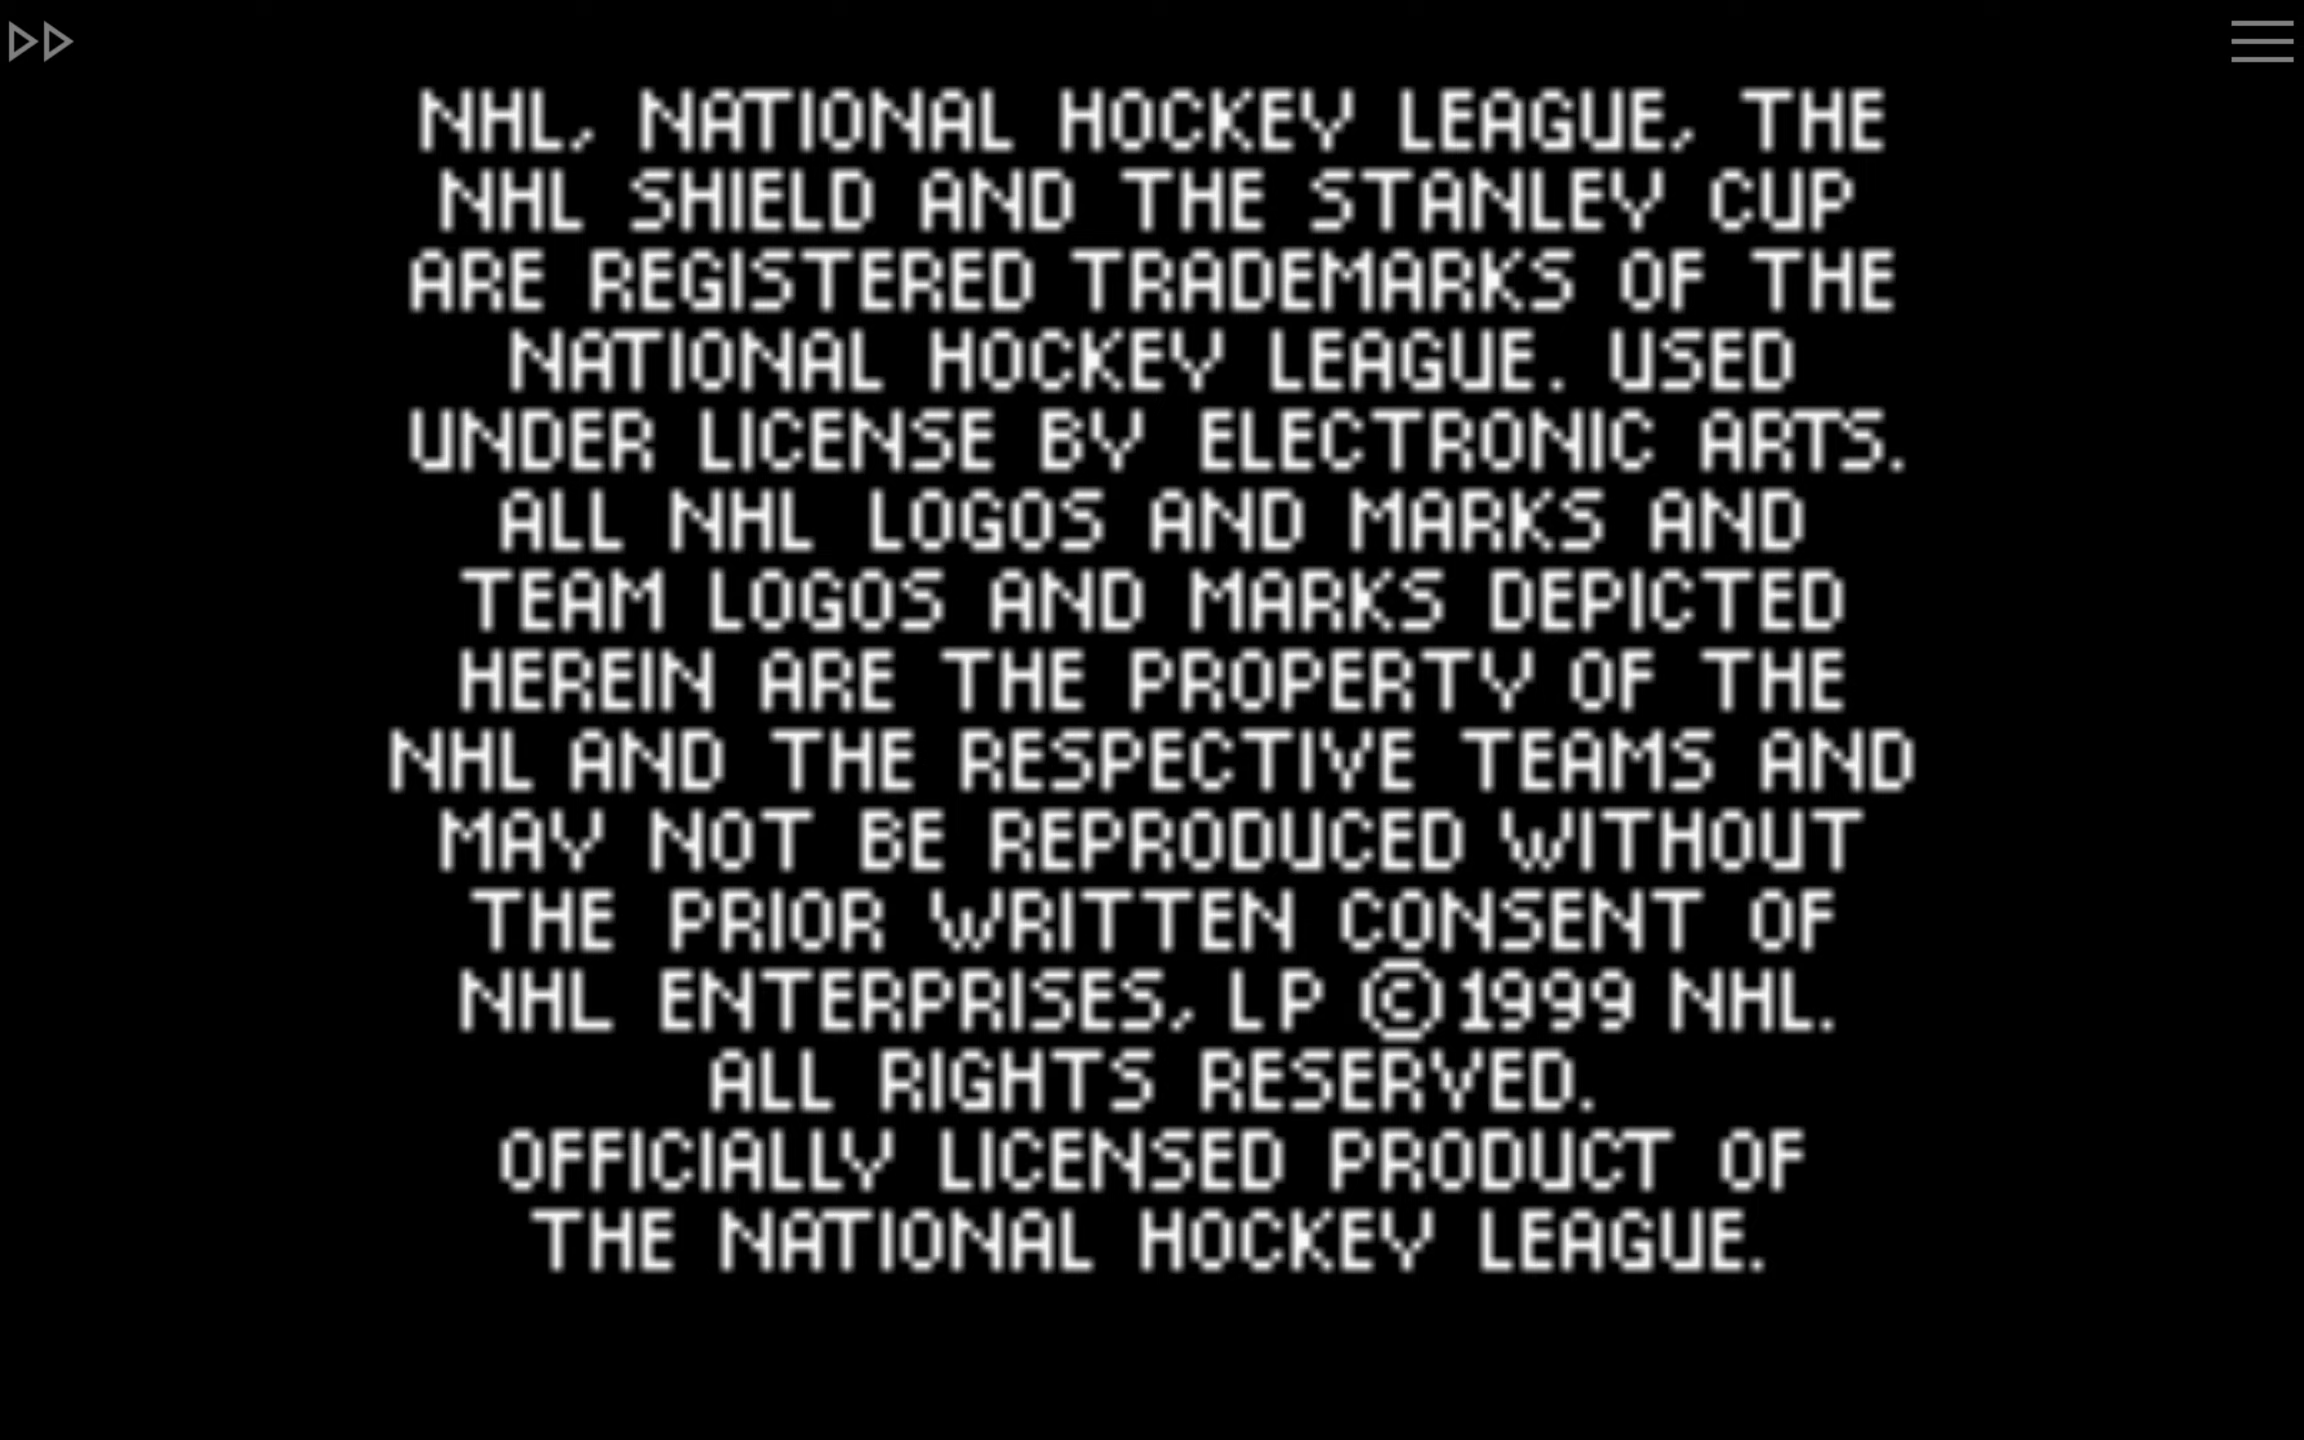 NHL, NATIONAL HOCKEY LEAGUE, THE
NHL SHIELD AND THE STANLEY CUP
ARE REGISTERED TRADEMARKS OF THE
NATIONAL HOCKEY LEAGUE. USED
UNDER LICENSE BY ELECTRONIC ARTS.
ALL NHL LOGOS AND MARKS AND
TEAM LOGOS AND MARKS DEPICTED
HEREIN ARE THE PROPERTY OF THE
NHL AND THE RESPECTIVE TEAMS AND
MAY NOT BE REPRODUCED WITHOUT
THE PRIOR WRITTEN CONSENT OF
NHL ENTERPRISES, LP ©1999 NHL.
ALL RIGHTS RESERVED.
OFFICIALLY LICENSED PRODUCT OF
THE NATIONAL HOCKEY LEAGUE.